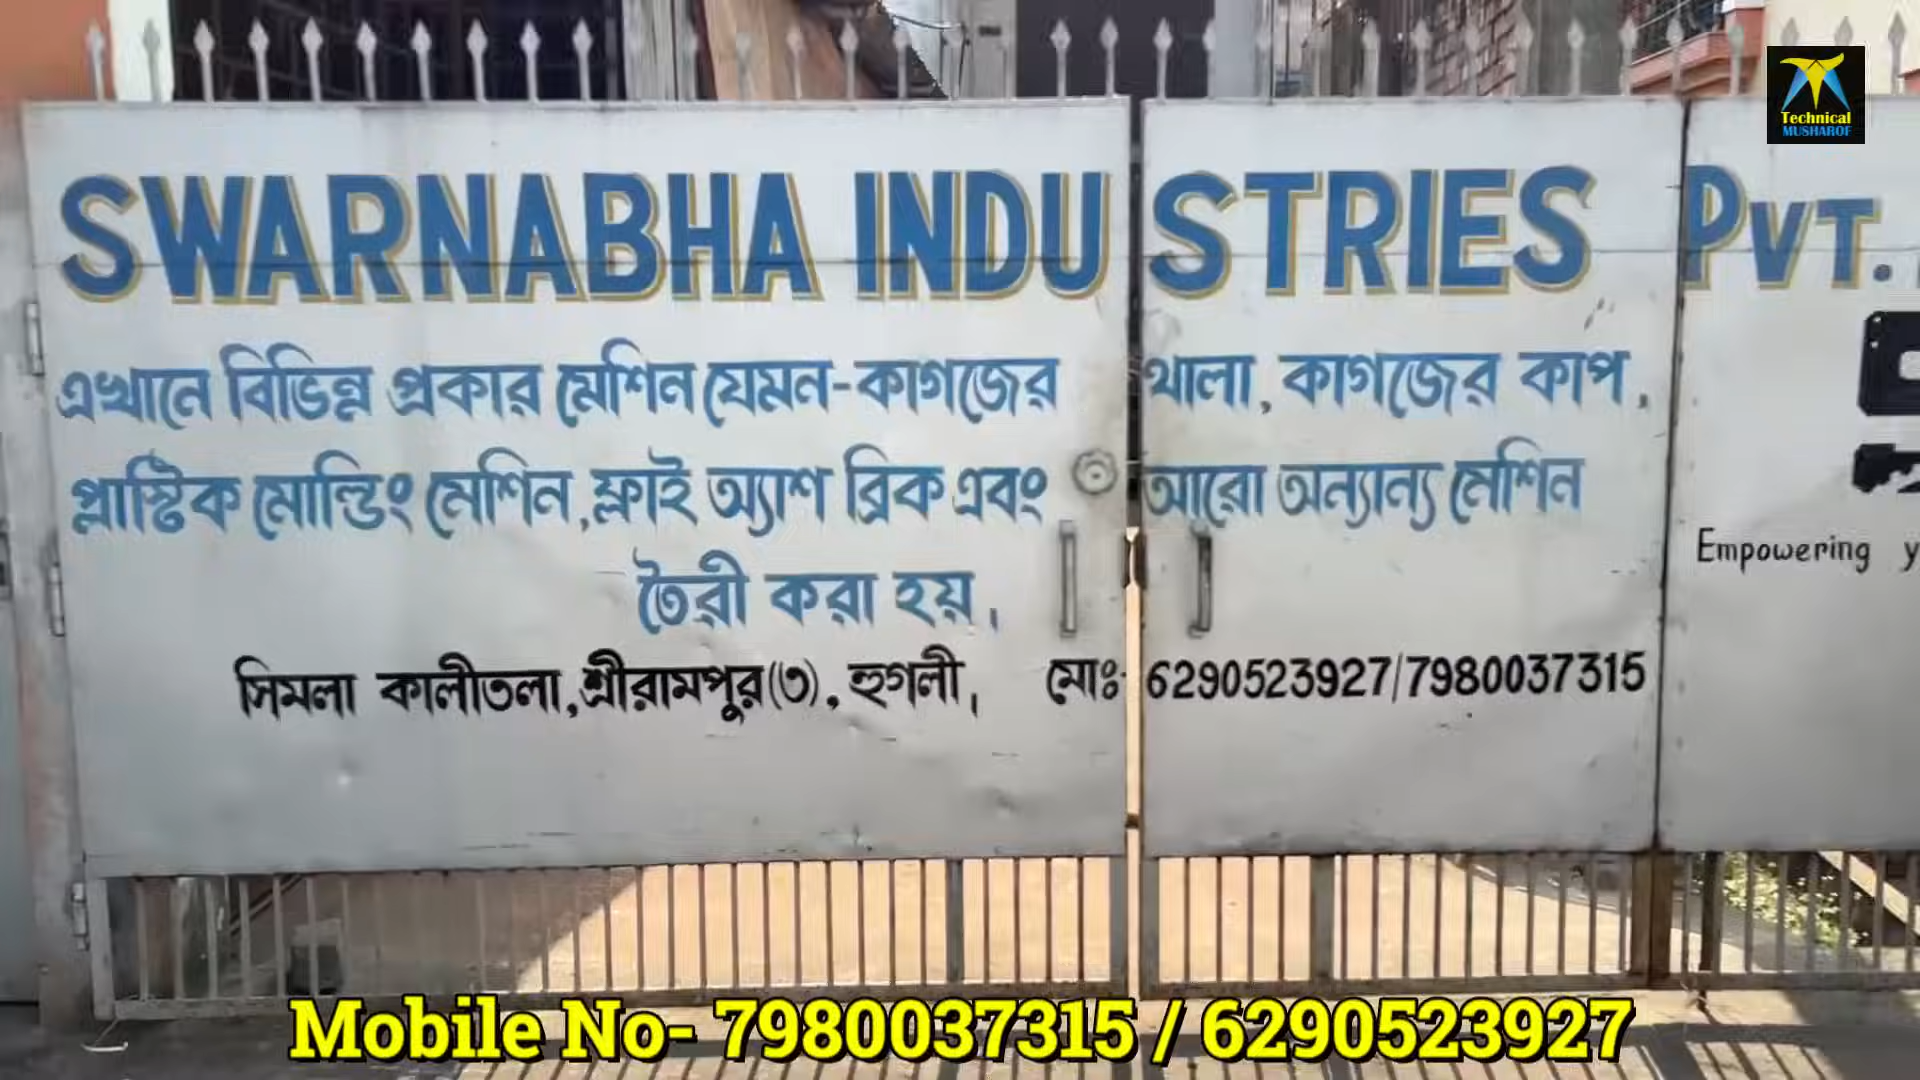 Technical
MUSHAROF
SWARNABHA INDUSTRIES PVT.
এখানে বিভিন্ন প্রকার মেশিন যেমন-কাগজের থালা, কাগজের কাপ,
প্লাস্টিক মোল্ডিং মেশিন, ফ্লাই অ্যাশ ব্রিক এবং আরো অন্যান্য মেশিন
তৈরী করা হয়।
Empowering
সিমলা কালীতলা, শ্রীরামপুর(৩), হুগলী। মোঃ- 6290523927/7980037315
Mobile No- 7980037315 / 6290523927